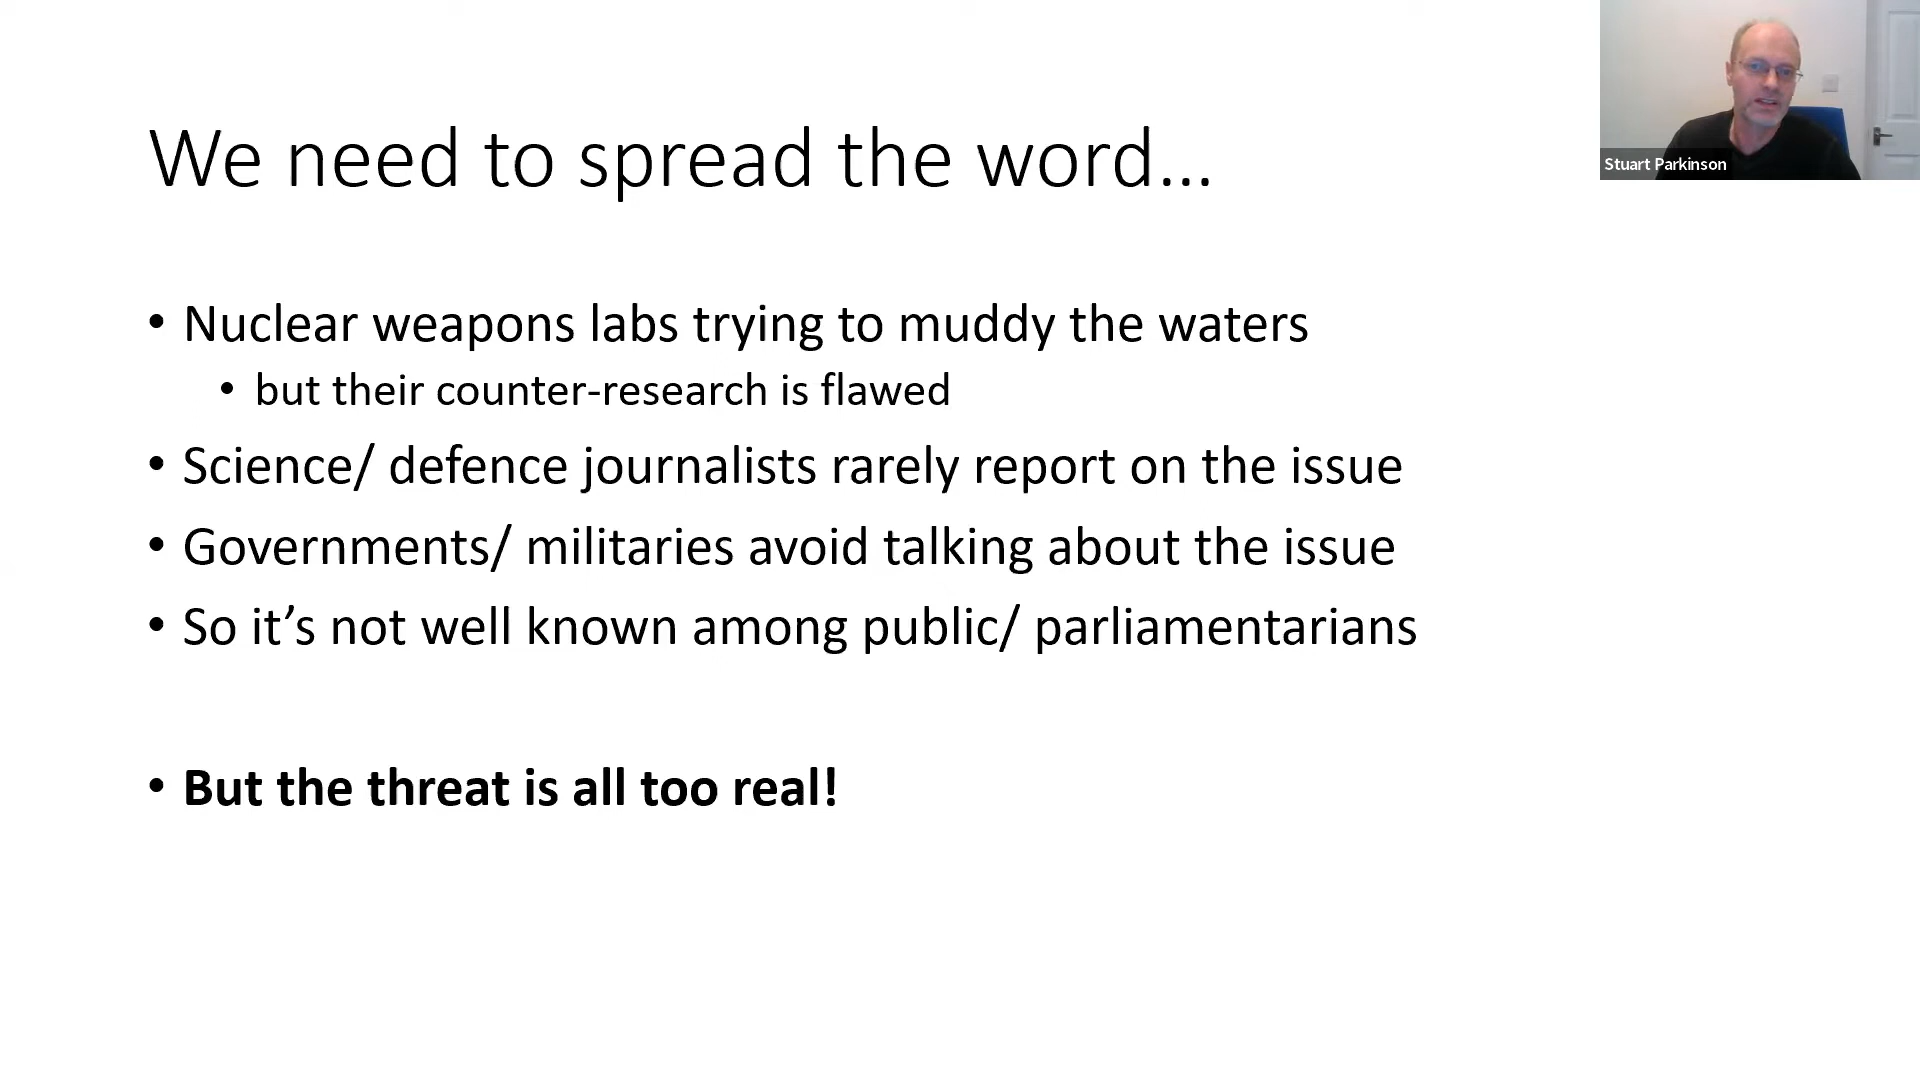 We need to spread the word...
• Nuclear weapons labs trying to muddy the waters
• but their counter-research is flawed
• Science/ defence journalists rarely report on the issue
• Governments/ militaries avoid talking about the issue
• So it’s not well known among public/ parliamentarians
• But the threat is all too real!
Stuart Parkinson